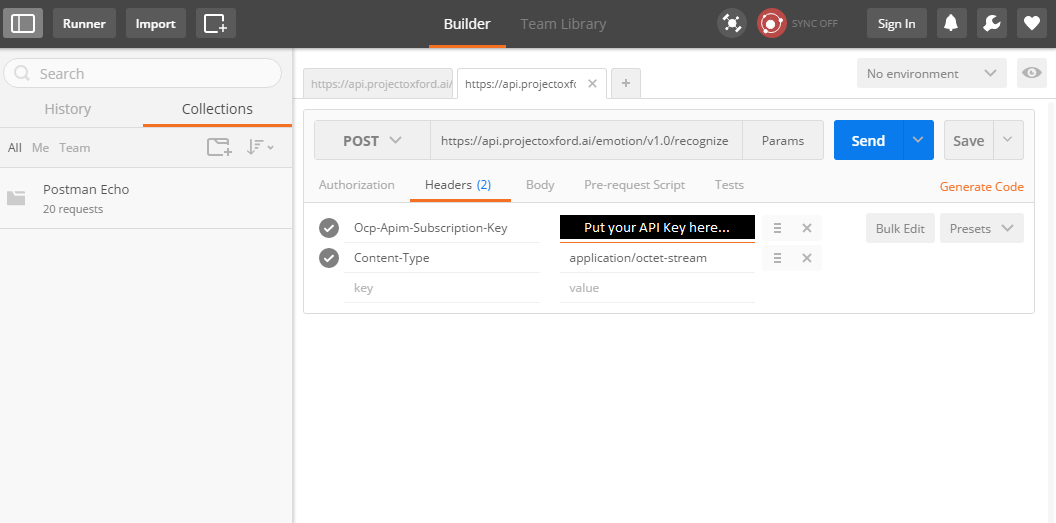 Runner Import Builder Team Library SYNC OFF Sign In
Search
History Collections
All Me Team
Postman Echo
20 requests
https://api.projectoxford.ai/ https://api.projectoxf No environment
POST https://api.projectoxford.ai/emotion/v1.0/recognize Params Send Save
Authorization Headers (2) Body Pre-request Script Tests Generate Code
Ocp-Apim-Subscription-Key Put your API Key here... Bulk Edit Presets
Content-Type application/octet-stream
key value